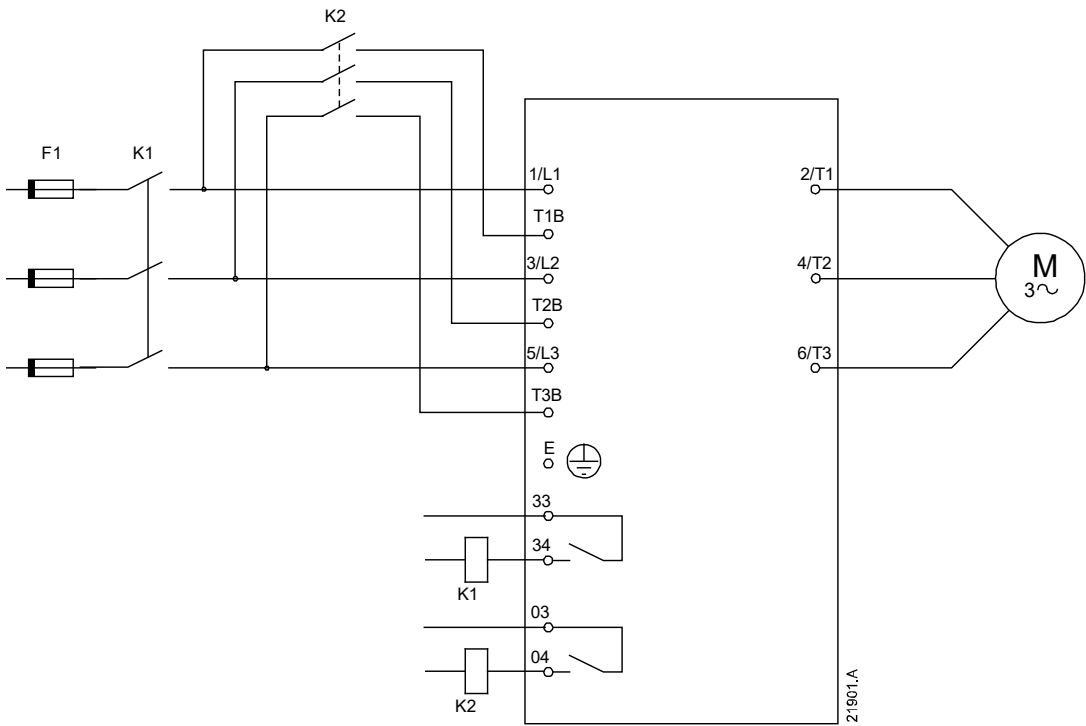 K2
F1
K1
1/L1
2/T1
T1B
3/L2
4/T2
M
3~
T2B
5/L3
6/T3
T3B
E
33
34
K1
03
04
K2
21901.A